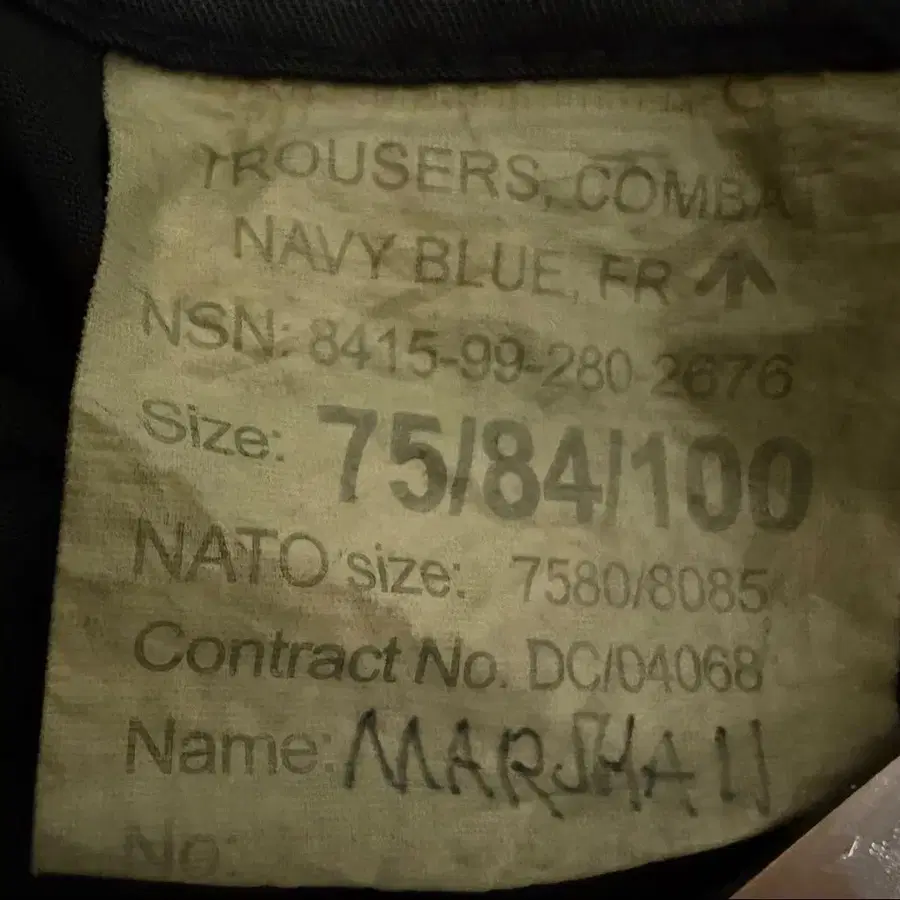 TROUSERS, COMBA
NAVY BLUE, FR
NSN: 8415-99-280-2676
Size: 75/84/100
NATO size: 7580/8085
Contract No. DC/04068
Name: MARSHAll
No: